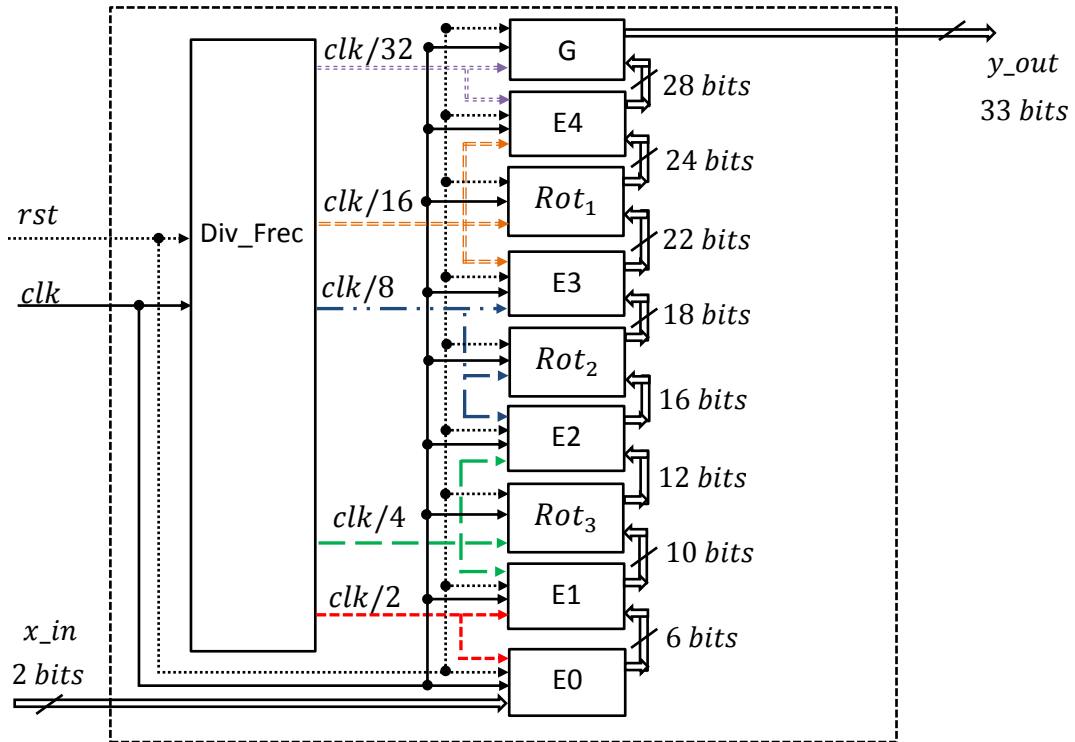 rst
clk
x_in
2 bits
Div_Frec
clk/32
clk/16
clk/8
clk/4
clk/2
G
E4
Rot₁
E3
Rot₂
E2
Rot₃
E1
E0
28 bits
24 bits
22 bits
18 bits
16 bits
12 bits
10 bits
6 bits
y_out
33 bits